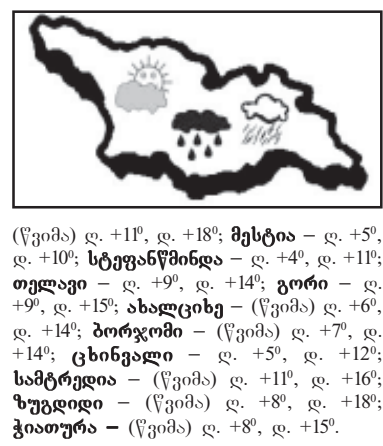 (წვიმა) ღ. +11⁰, დ. +18⁰; მესტია – ღ. +5⁰,
დ. +10⁰; სტეფანწმინდა – ღ. +4⁰, დ. +11⁰;
თელავი – ღ. +9⁰, დ. +14⁰; გორი – ღ.
+9⁰, დ. +15⁰; ახალციხე – (წვიმა) ღ. +6⁰,
დ. +14⁰; ბორჯომი – (წვიმა) ღ. +7⁰, დ.
+14⁰; ცხინვალი – ღ. +5⁰, დ. +12⁰;
სამტრედია – (წვიმა) ღ. +11⁰, დ. +16⁰;
ზუგდიდი – (წვიმა) ღ. +8⁰, დ. +18⁰;
ჭიათურა – (წვიმა) ღ. +8⁰, დ. +15⁰.